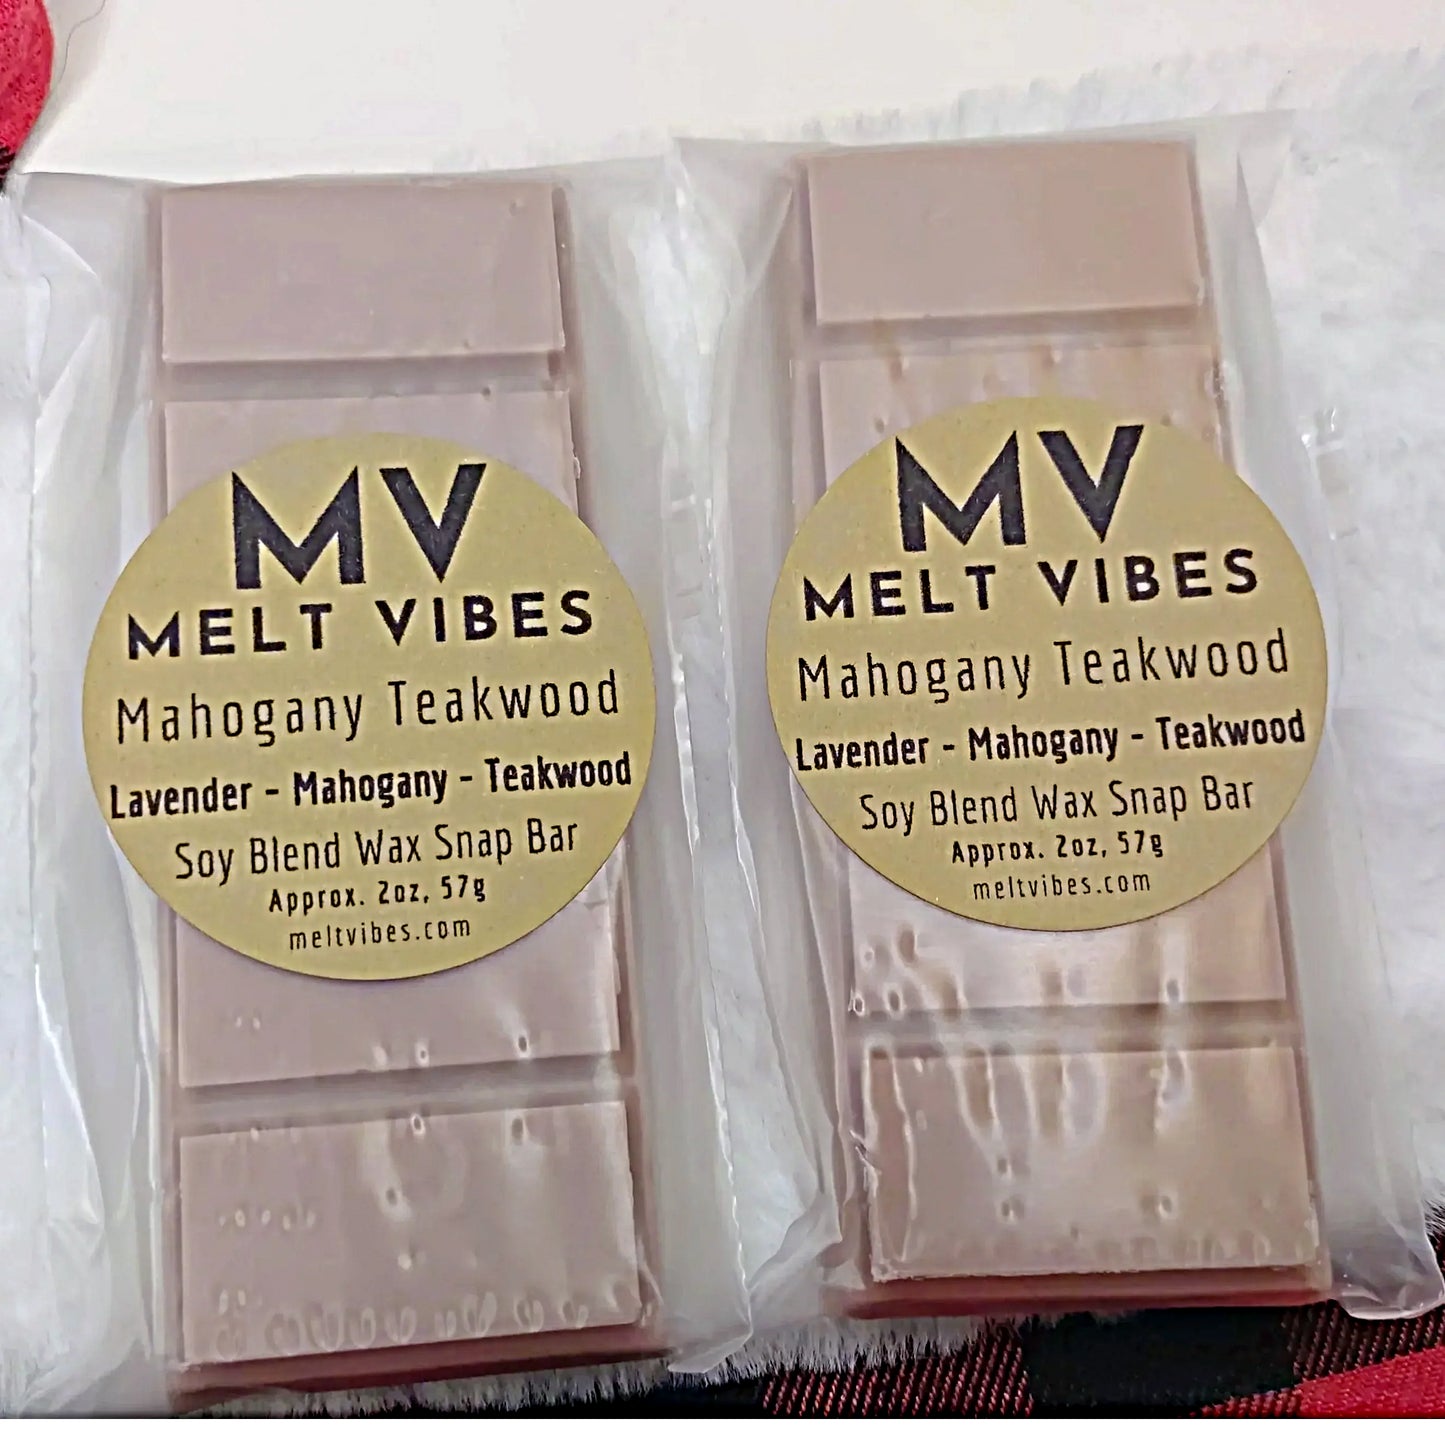 MV
MELT VIBES
Mahogany Teakwood
Lavender - Mahogany - Teakwood
Soy Blend Wax Snap Bar
Approx. 2oz, 57g
meltvibes.com
MV
MELT VIBES
Mahogany Teakwood
Lavender - Mahogany - Teakwood
Soy Blend Wax Snap Bar
Approx. 2oz, 57g
meltvibes.com